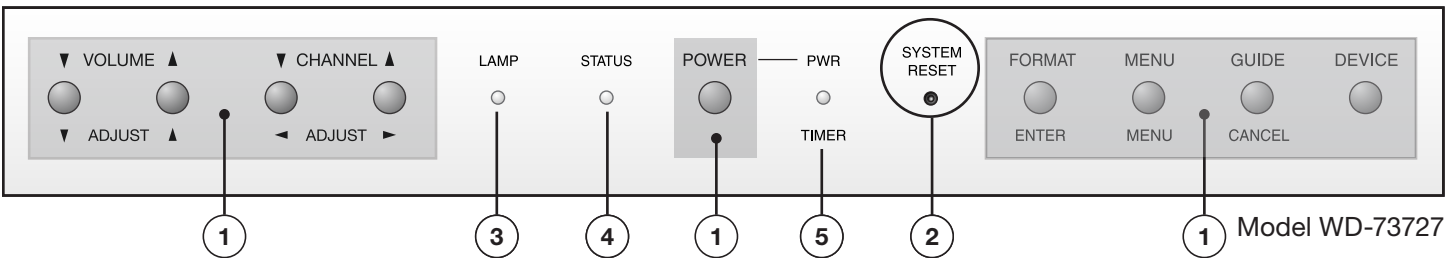 ▼ VOLUME ▲
▼ CHANNEL ▲
▼ ADJUST ▲
◄ ADJUST ►
LAMP
STATUS
POWER
PWR
TIMER
SYSTEM
RESET
FORMAT
MENU
GUIDE
DEVICE
ENTER
MENU
CANCEL
1
3
4
1
5
2
1
Model WD-73727